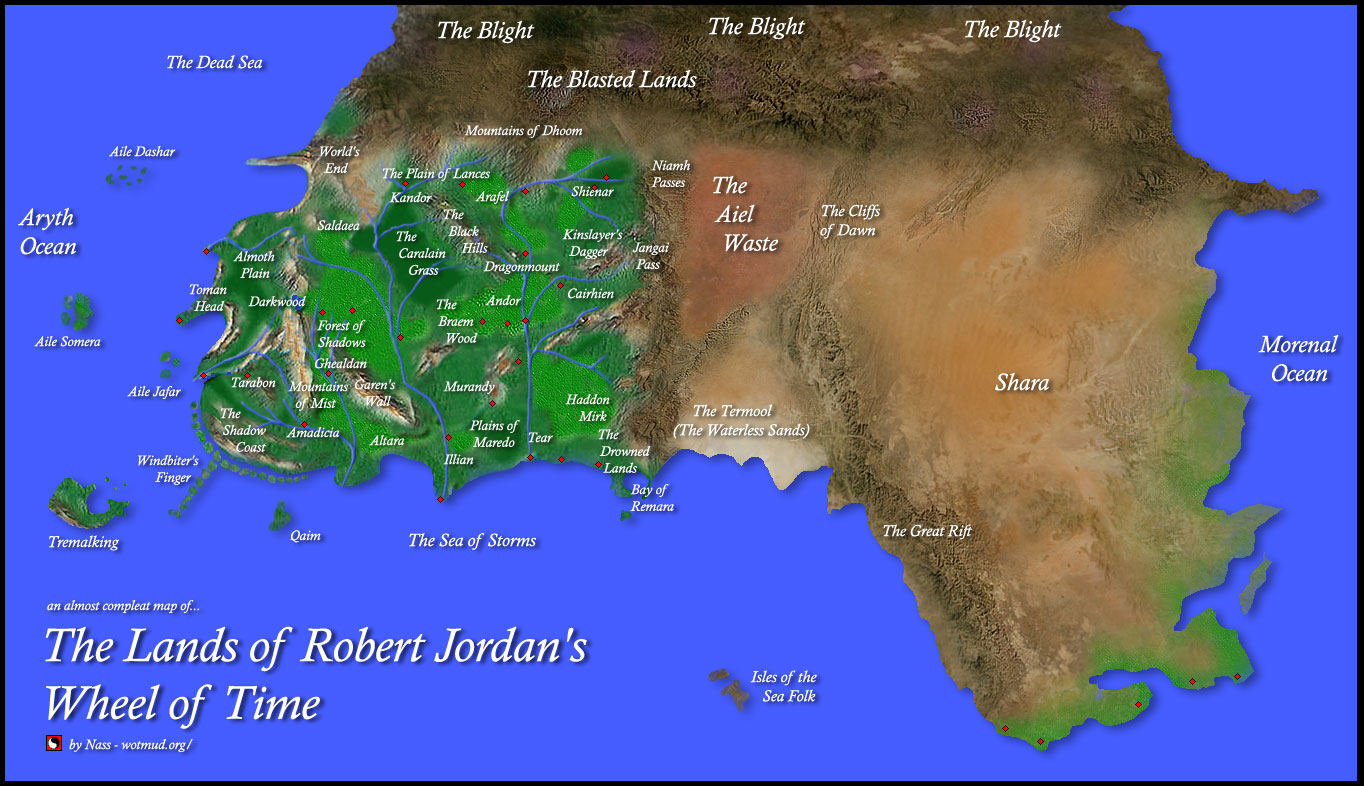 The Blight
The Blight
The Blight
The Dead Sea
The Blasted Lands
Mountains of Dhoom
Aile Dashar
World's
End
The Plain of Lances
Niamh
Passes
Kandor
Arafel
Shienar
The
Aiel
Waste
The Cliffs
of Dawn
Aryth
Ocean
Saldaea
The
Black
Hills
The
Caralain
Grass
Kinslayer's
Dagger
Jangai
Pass
Almoth
Plain
Dragonmount
Toman
Head
Darkwood
The
Braem
Wood
Andor
Cairhien
Aile Somera
Forest of
Shadows
Morenal
Ocean
Ghealdan
Aile Jafar
Tarabon
Mountains
of Mist
Garen's
Wall
Murandy
Shara
The
Shadow
Coast
Haddon
Mirk
The Termool
(The Waterless Sands)
Amadicia
Altara
Plains of
Maredo
Tear
The
Drowned
Lands
Illian
Windbiter's
Finger
Bay of
Remara
Tremalking
Qaim
The Sea of Storms
The Great Rift
an almost compleat map of...
The Lands of Robert Jordan's
Wheel of Time
Isles of the
Sea Folk
by Nass - wotmud.org/